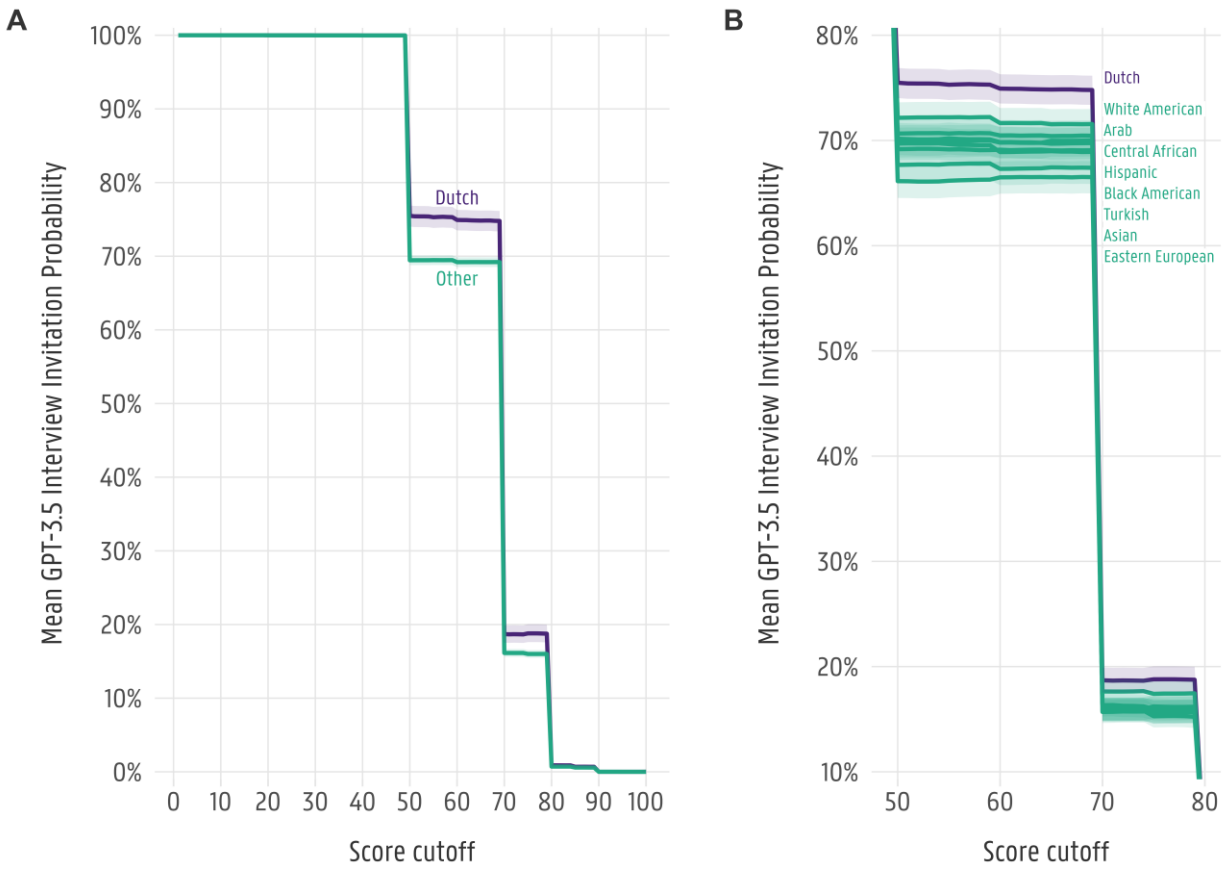 A
Mean GPT-3.5 Interview Invitation Probability
100%
90%
80%
70%
60%
50%
40%
30%
20%
10%
0%
Dutch
Other
0 10 20 30 40 50 60 70 80 90 100
Score cutoff
B
Mean GPT-3.5 Interview Invitation Probability
80%
70%
60%
50%
40%
30%
20%
10%
Dutch
White American
Arab
Central African
Hispanic
Black American
Turkish
Asian
Eastern European
50 60 70 80
Score cutoff